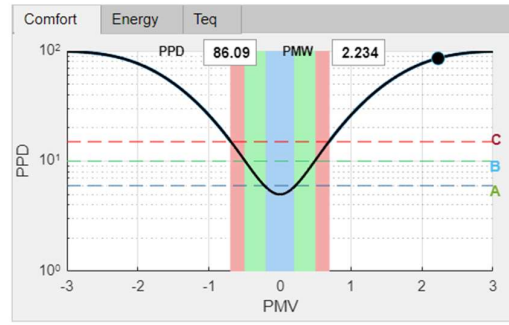 Comfort Energy Teq
PPD 86.09 PMW 2.234
10²
10¹
10⁰
PPD
C
B
A
-3 -2 -1 0 1 2 3
PMV